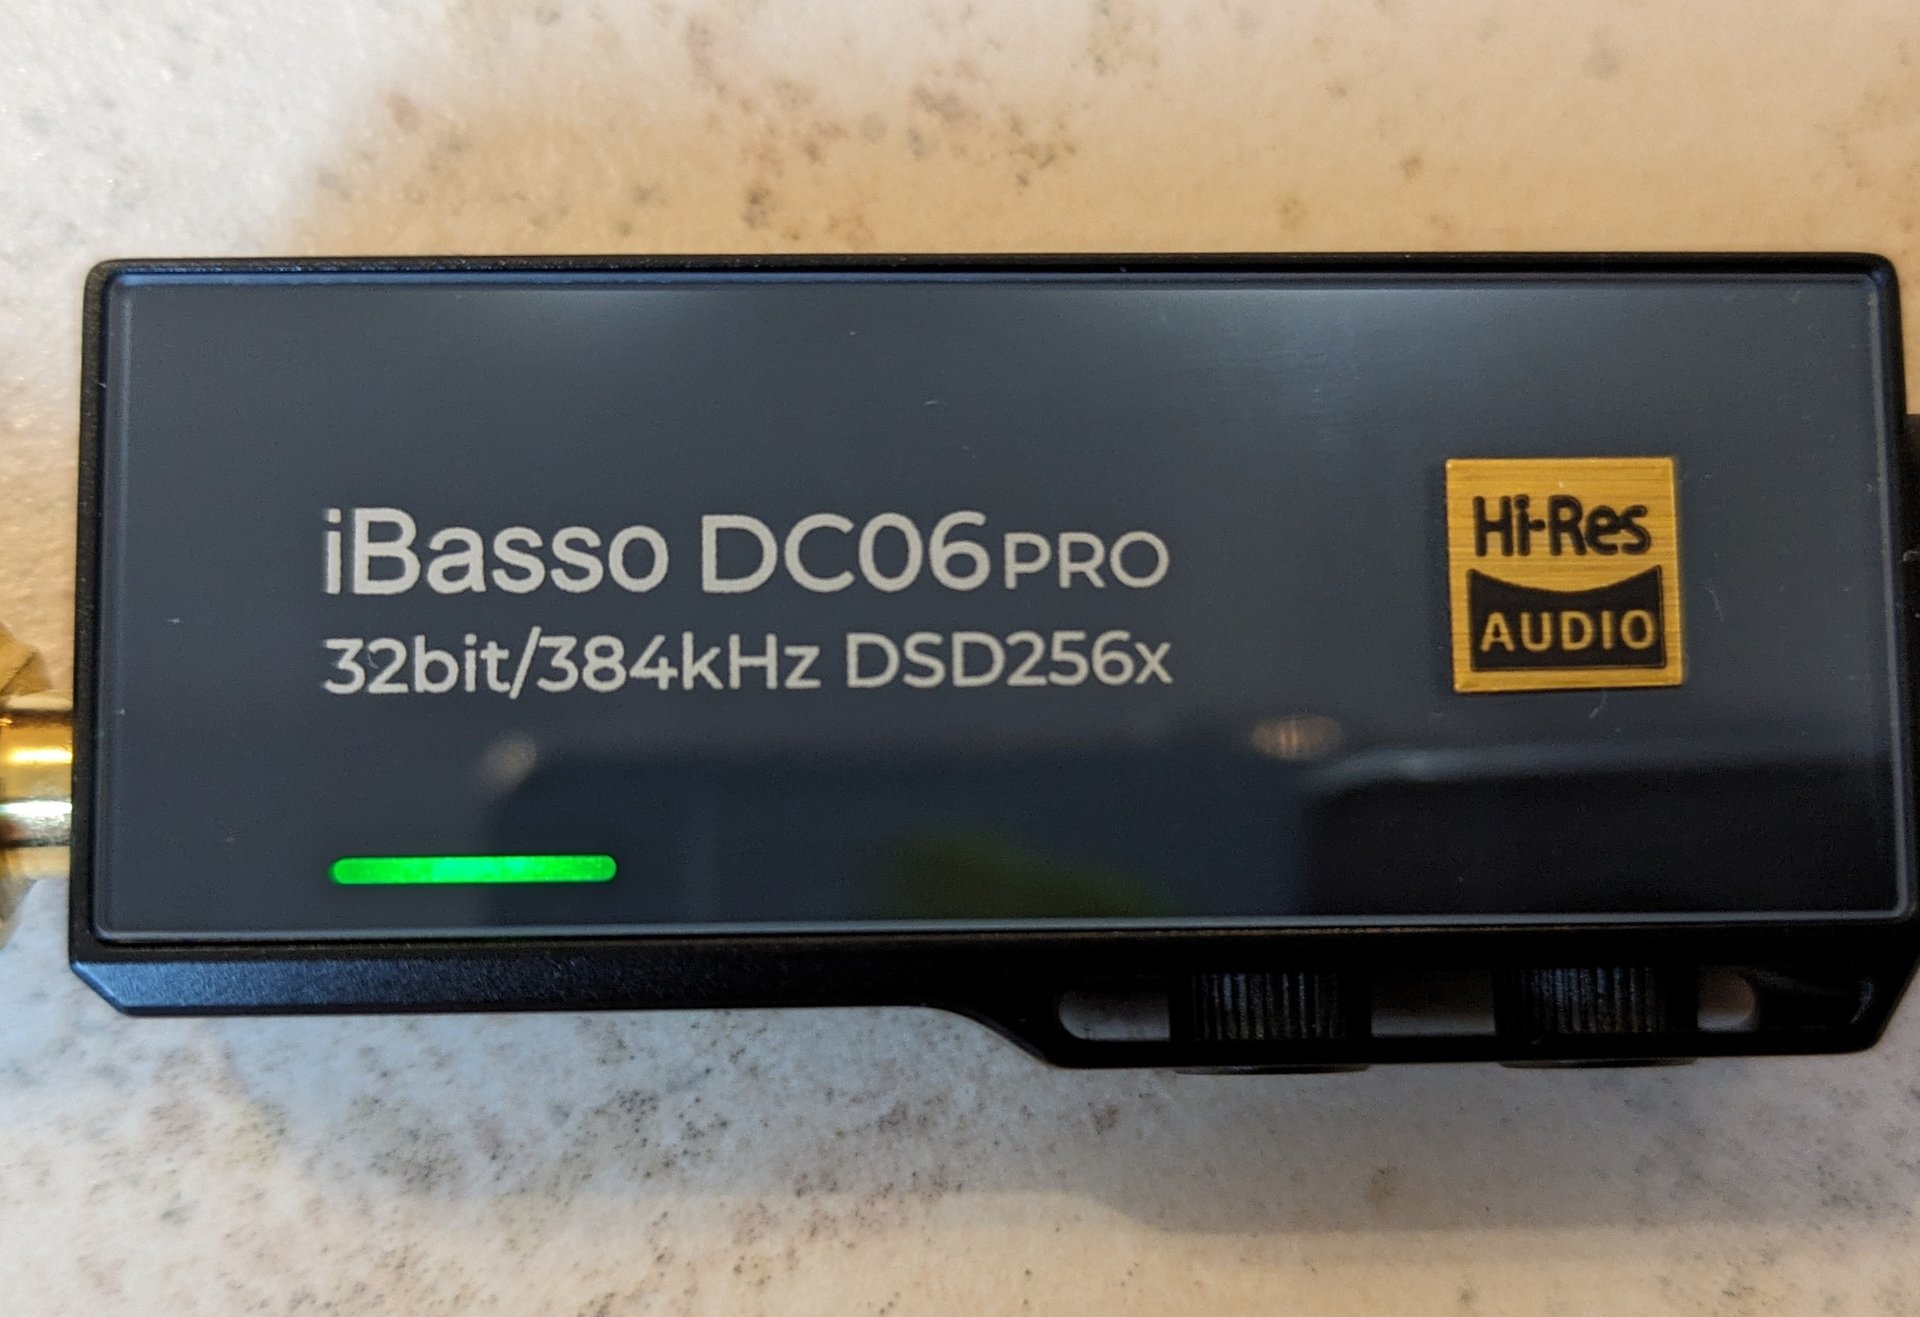 iBasso DC06PRO
32bit/384kHz DSD256x
Hi-Res
AUDIO